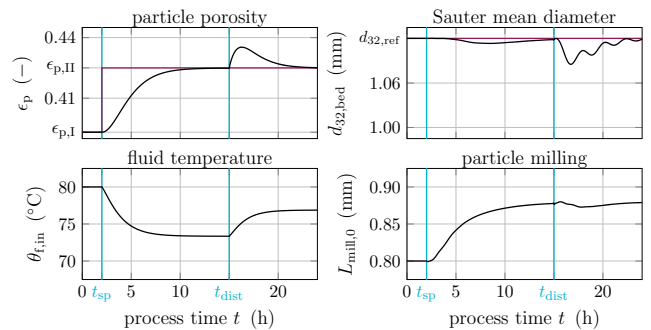 particle porosity
0.44
ϵp,II
0.41
ϵp,I
ϵp (−)
Sauter mean diameter
d32,ref
1.06
1.00
d32,bed (mm)
fluid temperature
80
75
70
θf,in (°C)
0 tsp 5 10 tdist 20
process time t (h)
particle milling
0.90
0.85
0.80
Lmill,0 (mm)
0 tsp 5 10 tdist 20
process time t (h)